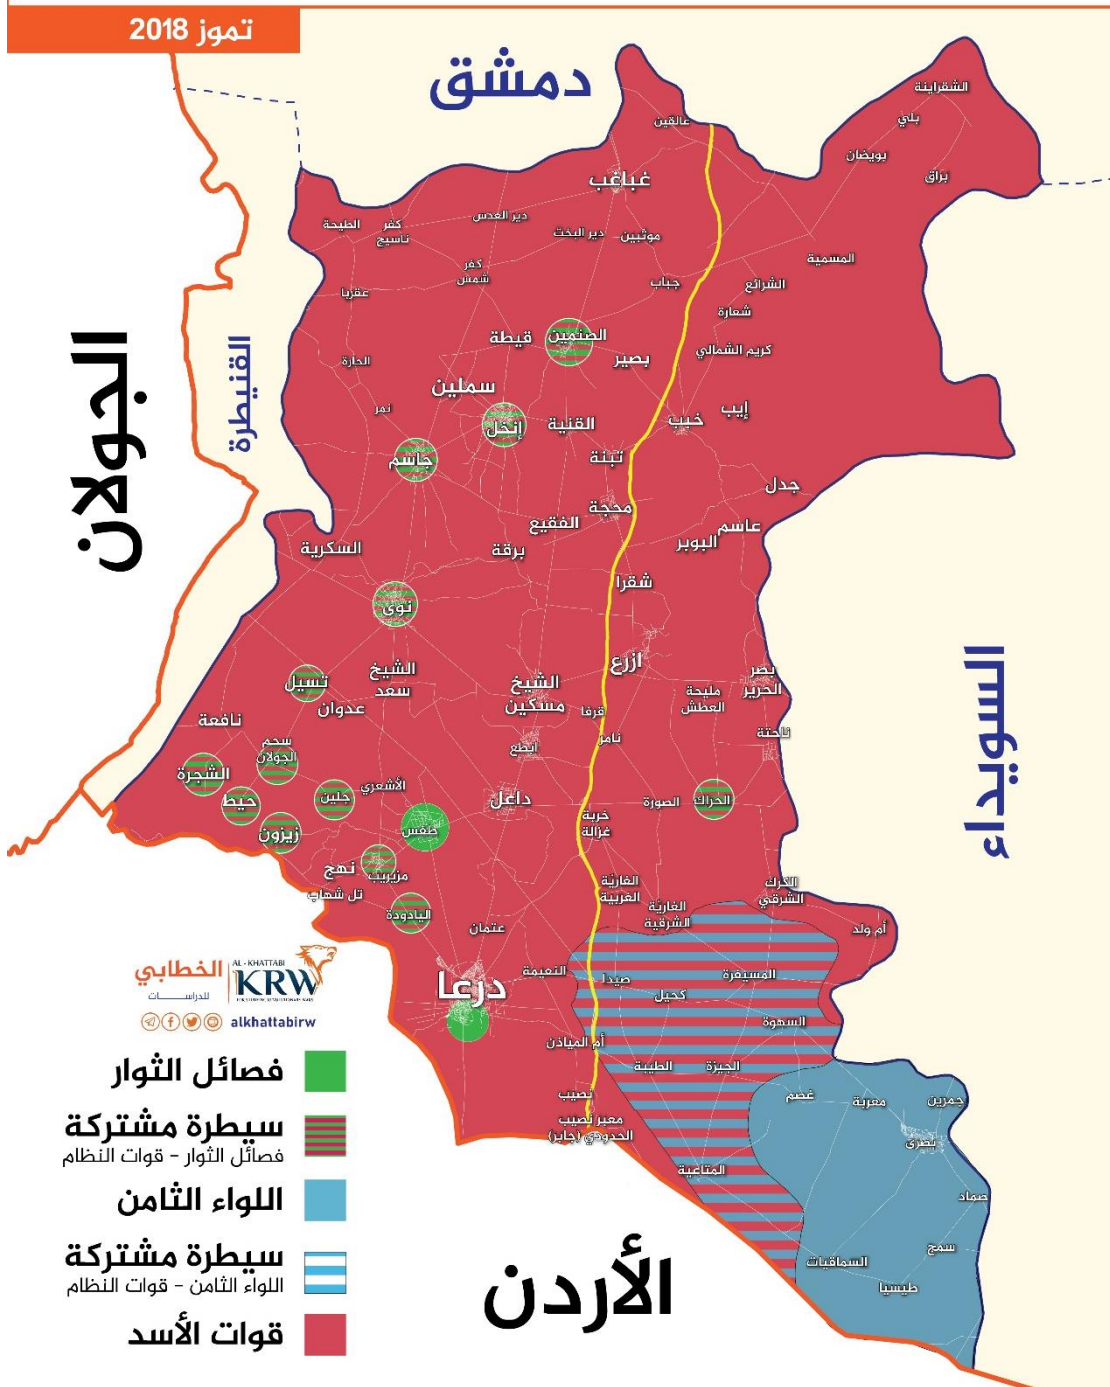 تموز 2018
دمشق
الشقراينة
بلي
عالقين
بويضان
براق
غباغب
دير العدس
الطيحة
كفر
ناسيج
دير البخت
موثبين
المسمية
كفر
شمس
جباب
الشرائع
عقربا
شعارة
الجولان
القنيطرة
الصنمين
قيطة
بصير
كريم الشمالي
الحارة
سملين
نمر
إيب
خبب
القنية
إنخل
تبنة
جاسم
جدل
محجة
الفقيع
عاسم
البوبر
السكرية
برقة
شقرا
نوى
السويداء
ازرع
بصر
الحرير
الشيخ
سعد
الشيخ
مسكين
تسيل
مليحة
العطش
عدوان
قرفا
نافعة
نامر
ناحتة
سحم
الجولان
ابطع
الشجرة
الأشعري
جلين
حيط
داعل
الصورة
الحراك
خربة
غزالة
زيزون
طفس
نهج
مزيريب
تل شهاب
الغارية
الغربية
الكرك
الشرقي
اليادودة
الغارية
الشرقية
عتمان
أم ولد
النعيمة
صيدا
المسيفرة
درعا
كحيل
السهوة
أم المياذن
الطيبة
الجيزة
نصيب
غصم
معربة
جمرين
معبر نصيب
الحدودي (جابر)
بصرى
المتاعية
صماد
سمج
السماقيات
طيسيا
الأردن
الخطابي
للدراسات
AL - KHATTABI
KRW
alkhattabirw
فصائل الثوار
سيطرة مشتركة
فصائل الثوار - قوات النظام
اللواء الثامن
سيطرة مشتركة
اللواء الثامن - قوات النظام
قوات الأسد